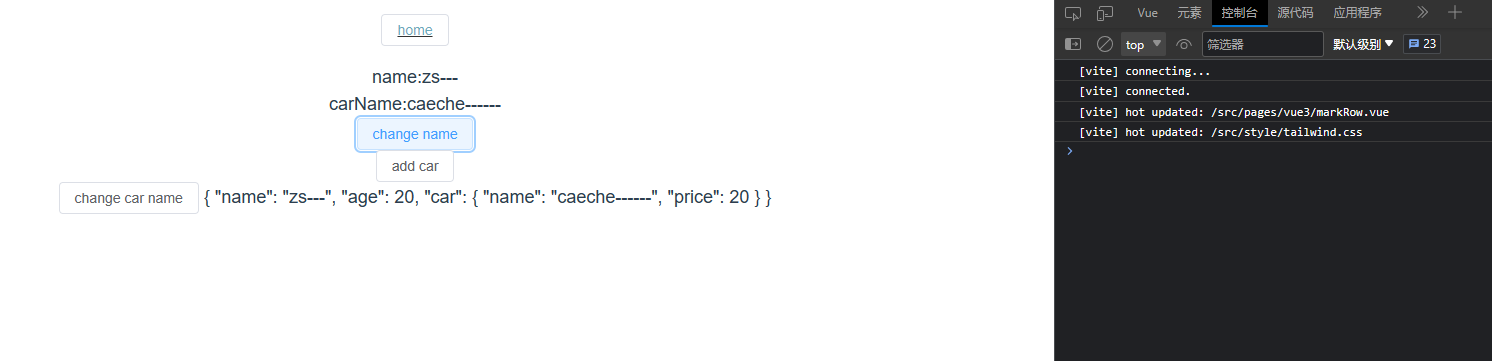 home
name:zs---
carName:caeche------
change name
add car
change car name { "name": "zs---", "age": 20, "car": { "name": "caeche------", "price": 20 } }
Vue 元素 控制台 源代码 应用程序
top 筛选器 默认级别 23
[vite] connecting...
[vite] connected.
[vite] hot updated: /src/pages/vue3/markRow.vue
[vite] hot updated: /src/style/tailwind.css